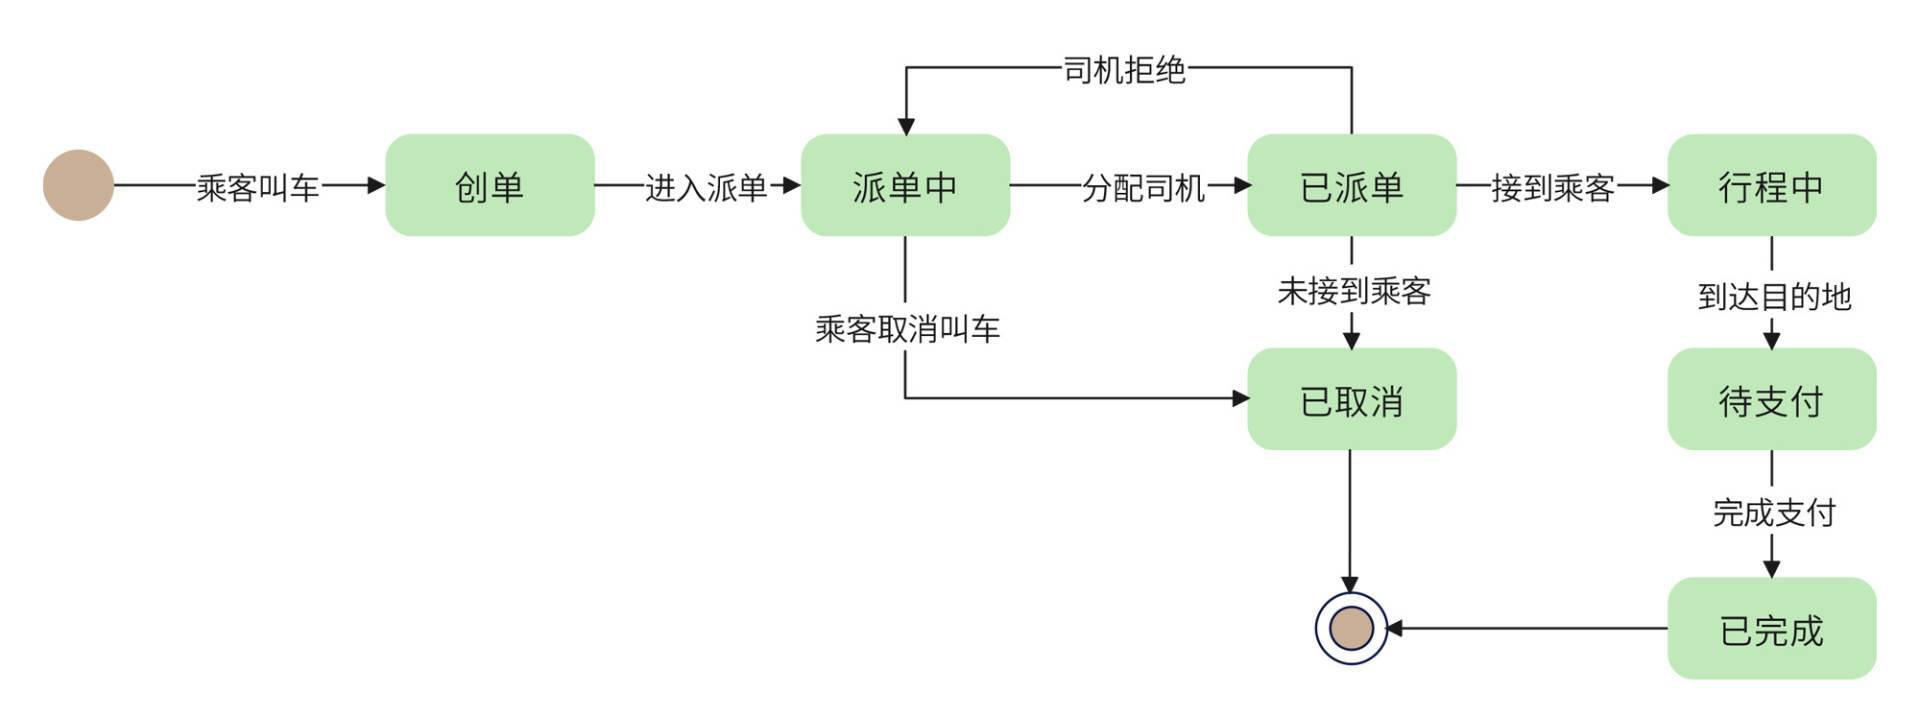 司机拒绝
乘客叫车
创单
进入派单
派单中
分配司机
已派单
接到乘客
行程中
未接到乘客
到达目的地
乘客取消叫车
已取消
待支付
完成支付
已完成